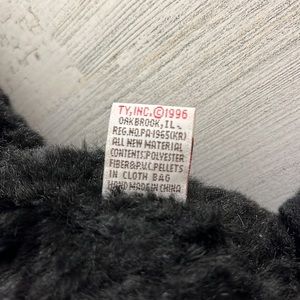 TY, INC. ©1996
OAKBROOK, IL.
REG.NO.PA-1965(KR)
ALL NEW MATERIAL
CONTENTS:POLYESTER
FIBER&P.V.C.PELLETS
IN CLOTH BAG
HAND MADE IN CHINA